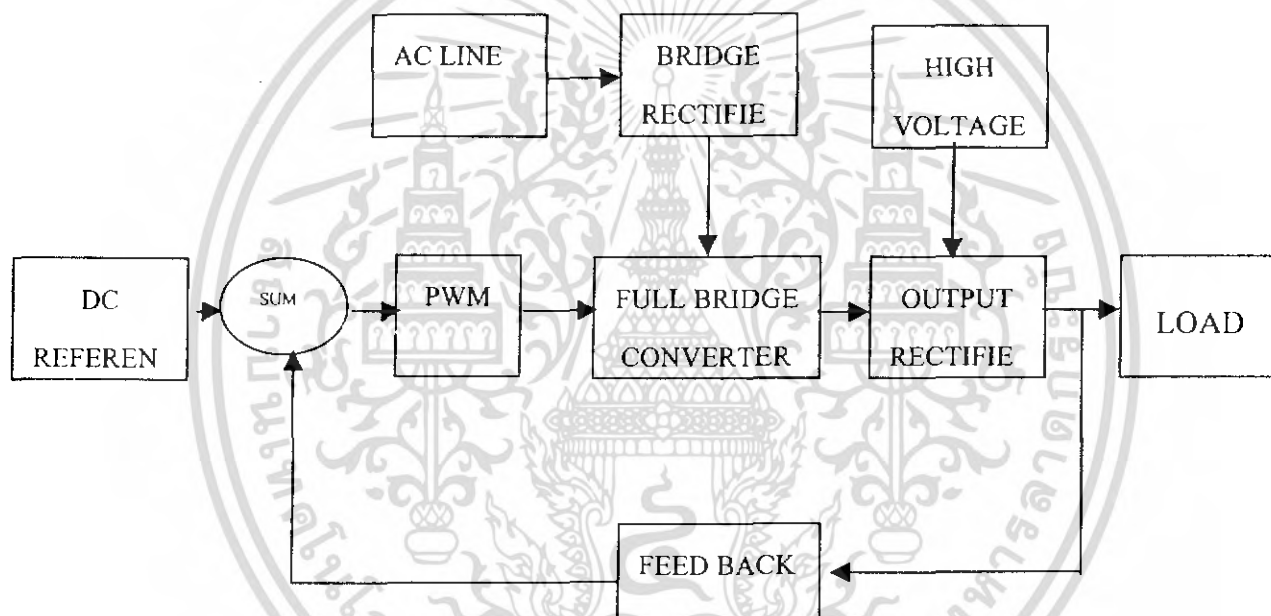 AC LINE
BRIDGE
RECTIFIE
HIGH
VOLTAGE
DC
REFEREN
SUM
PWM
FULL BRIDGE
CONVERTER
OUTPUT
RECTIFIE
LOAD
FEED BACK